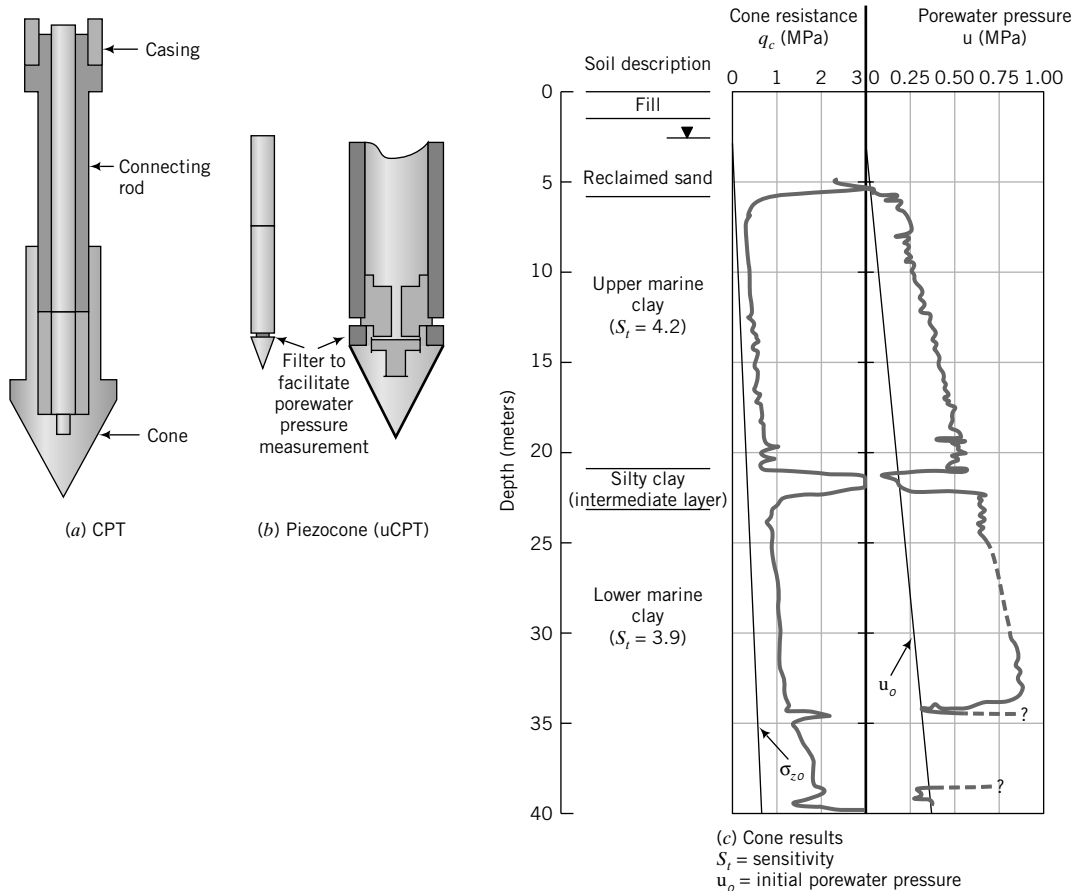 Casing
Connecting
rod
Cone
(a) CPT
Filter to
facilitate
porewater
pressure
measurement
(b) Piezocone (uCPT)
Cone resistance
q_c (MPa)
Porewater pressure
u (MPa)
Soil description
0 1 2 3 0 0.25 0.50 0.75 1.00
Depth (meters)
0
5
10
15
20
25
30
35
40
Fill
Reclaimed sand
Upper marine
clay
(S_t = 4.2)
Silty clay
(intermediate layer)
Lower marine
clay
(S_t = 3.9)
σ_zo
u_o
?
?
(c) Cone results
S_t = sensitivity
u_o = initial porewater pressure